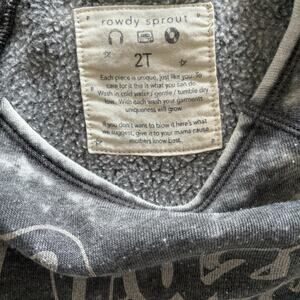 rowdy sprout
2T
Each piece is unique, just like you. To
care for it this is what you can do.
Wash in cold water / gentle / tumble dry
low. With each wash your garments
uniqueness will grow.
If you don't want to blow it here's what
we suggest, give it to your mama cause
mothers know best.